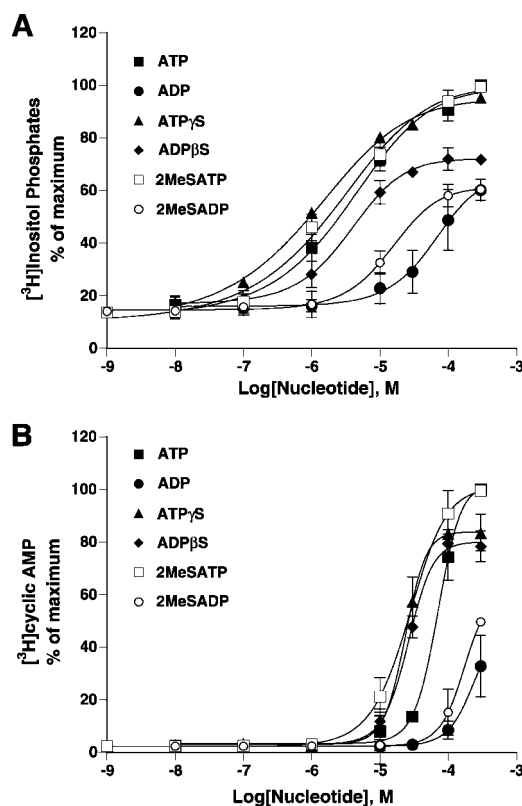 A
[³H]Inositol Phosphates
% of maximum
120
100
80
60
40
20
0
ATP
ADP
ATPγS
ADPβS
2MeSATP
2MeSADP
-9 -8 -7 -6 -5 -4 -3
Log[Nucleotide], M
B
[³H]cyclic AMP
% of maximum
120
100
80
60
40
20
0
ATP
ADP
ATPγS
ADPβS
2MeSATP
2MeSADP
-9 -8 -7 -6 -5 -4 -3
Log[Nucleotide], M